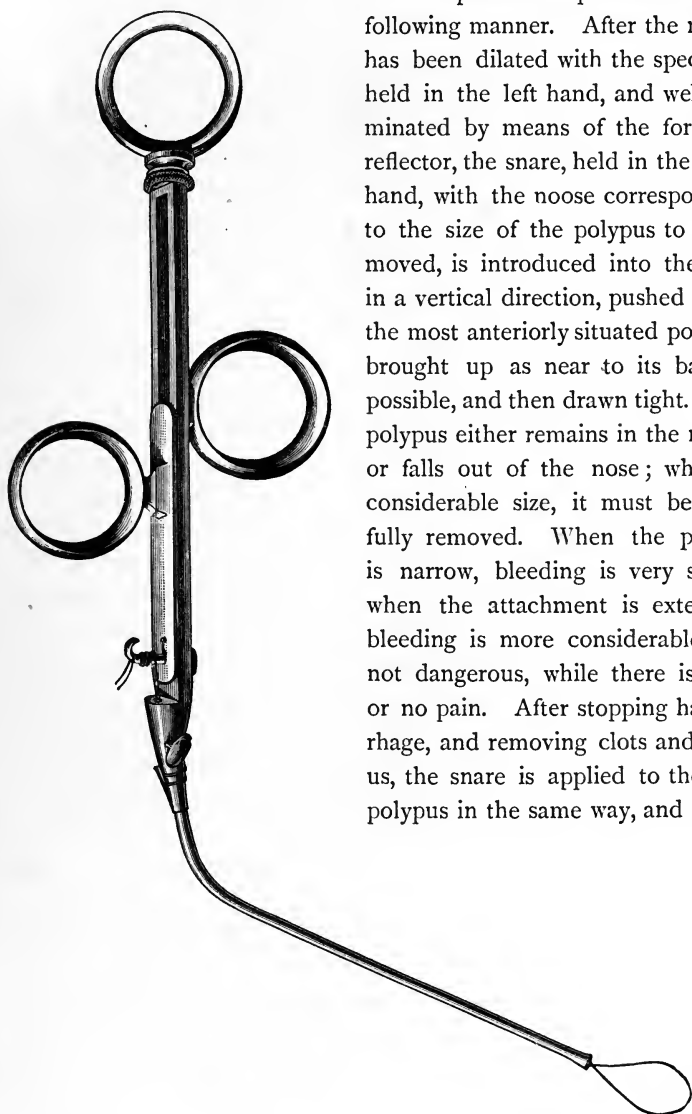 following manner. After the
has been dilated with the spec
held in the left hand, and we
minated by means of the for
reflector, the snare, held in the
hand, with the noose correspo
to the size of the polypus to
moved, is introduced into the
in a vertical direction, pushed
the most anteriorly situated po
brought up as near to its ba
possible, and then drawn tight.
polypus either remains in the
or falls out of the nose; wh
considerable size, it must be
fully removed. When the p
is narrow, bleeding is very s
when the attachment is exte
bleeding is more considerable
not dangerous, while there is
or no pain. After stopping ha
rhage, and removing clots and
us, the snare is applied to the
polypus in the same way, and